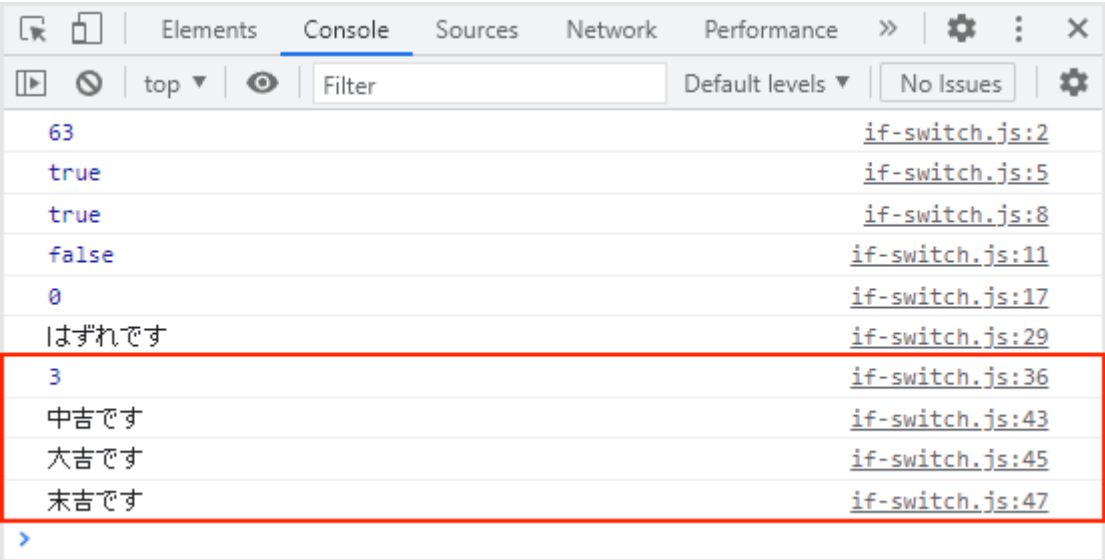 Elements Console Sources Network Performance »
top ▼ Filter Default levels ▼ No Issues
63 if-switch.js:2
true if-switch.js:5
true if-switch.js:8
false if-switch.js:11
0 if-switch.js:17
はずれです if-switch.js:29
3 if-switch.js:36
中吉です if-switch.js:43
大吉です if-switch.js:45
末吉です if-switch.js:47
>